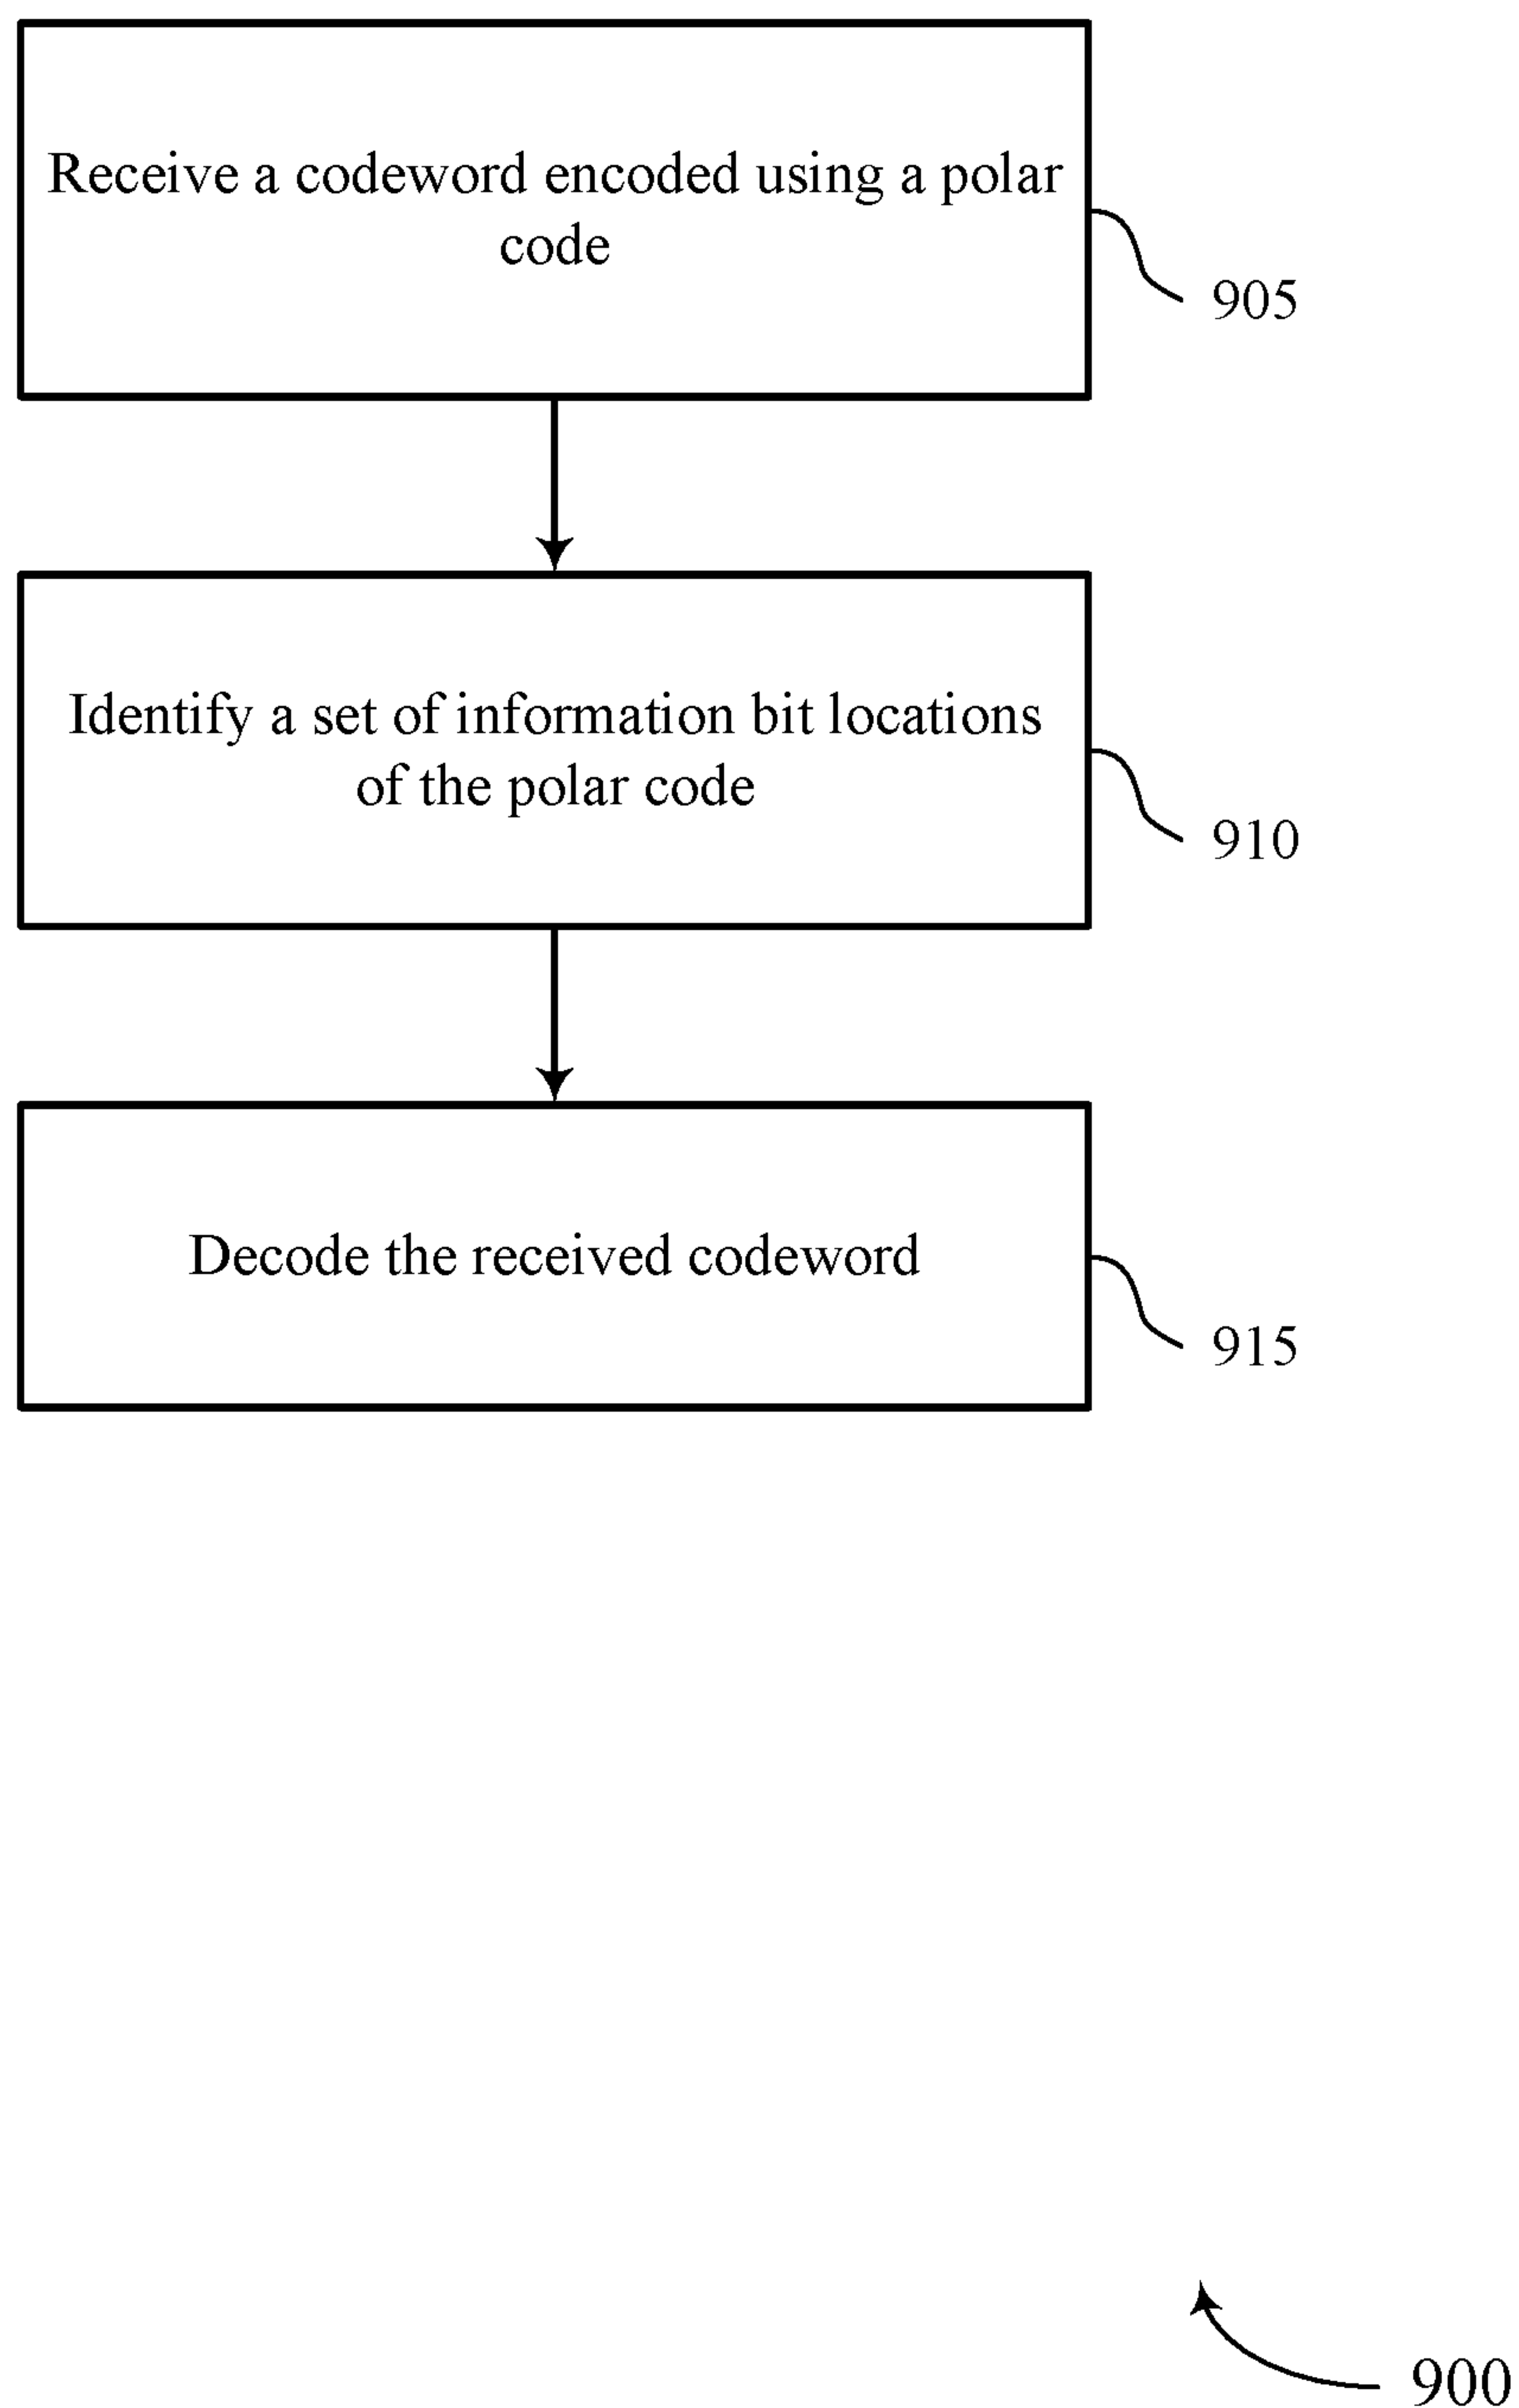 Receive a codeword encoded using a polar
code
905
Identify a set of information bit locations
of the polar code
910
Decode the received codeword
915
900